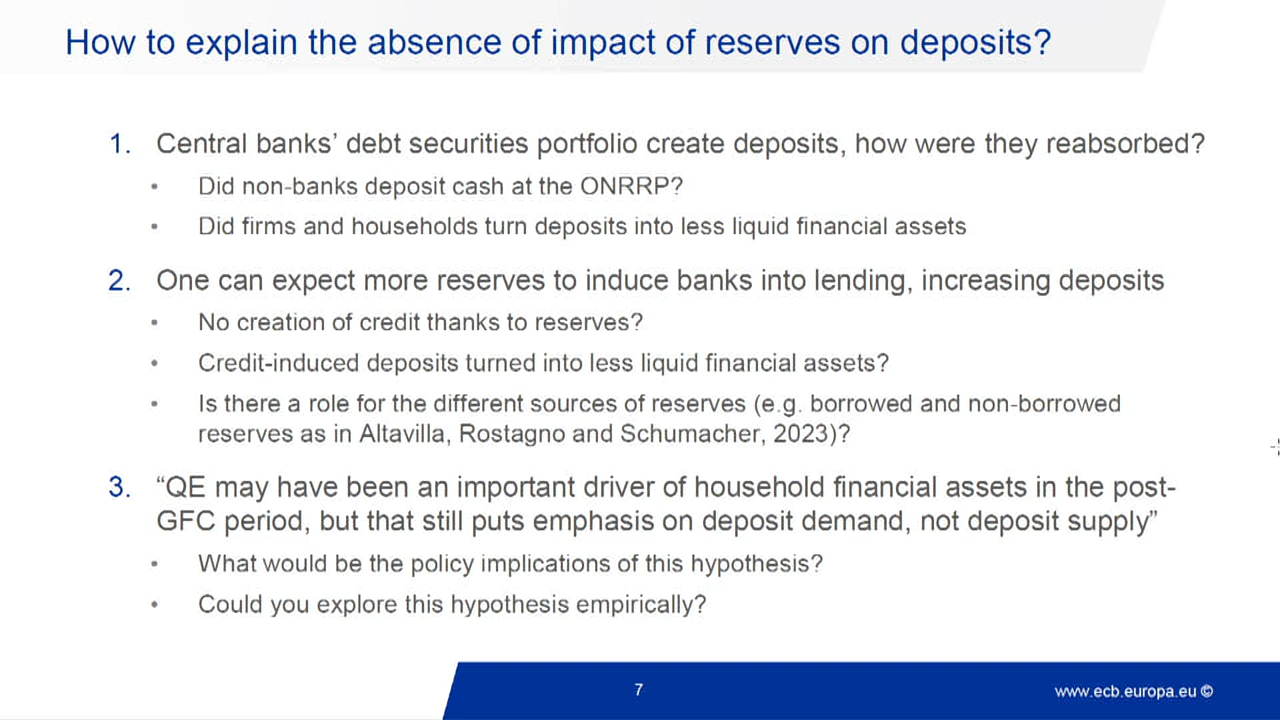 How to explain the absence of impact of reserves on deposits?
1. Central banks’ debt securities portfolio create deposits, how were they reabsorbed?
• Did non-banks deposit cash at the ONRRP?
• Did firms and households turn deposits into less liquid financial assets
2. One can expect more reserves to induce banks into lending, increasing deposits
• No creation of credit thanks to reserves?
• Credit-induced deposits turned into less liquid financial assets?
• Is there a role for the different sources of reserves (e.g. borrowed and non-borrowed
reserves as in Altavilla, Rostagno and Schumacher, 2023)?
3. “QE may have been an important driver of household financial assets in the post-
GFC period, but that still puts emphasis on deposit demand, not deposit supply”
• What would be the policy implications of this hypothesis?
• Could you explore this hypothesis empirically?
7
www.ecb.europa.eu ©